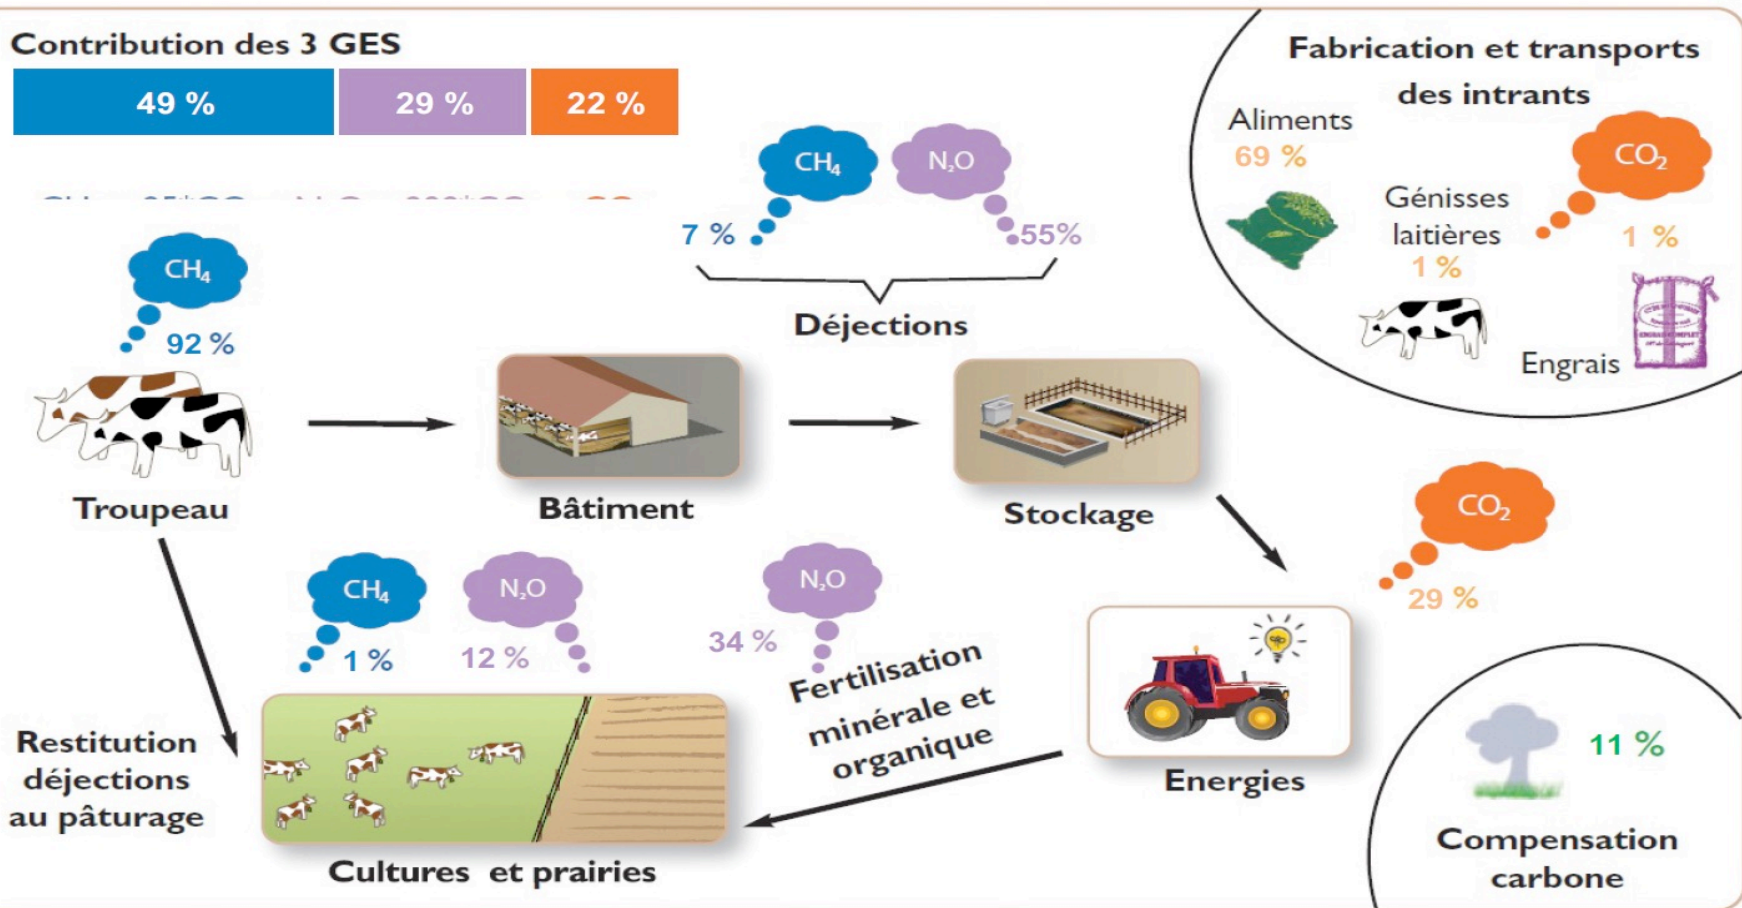 Contribution des 3 GES
49 %
29 %
22 %
Fabrication et transports
des intrants
Aliments
69 %
CO₂
Génisses
laitières
1 %
1 %
Engrais
CH₄
N₂O
7 %
55%
Déjections
CH₄
92 %
Troupeau
Bâtiment
Stockage
CO₂
29 %
CH₄
N₂O
N₂O
1 %
12 %
34 %
Fertilisation
minérale et
organique
Energies
Restitution
déjections
au pâturage
Cultures et prairies
11 %
Compensation
carbone